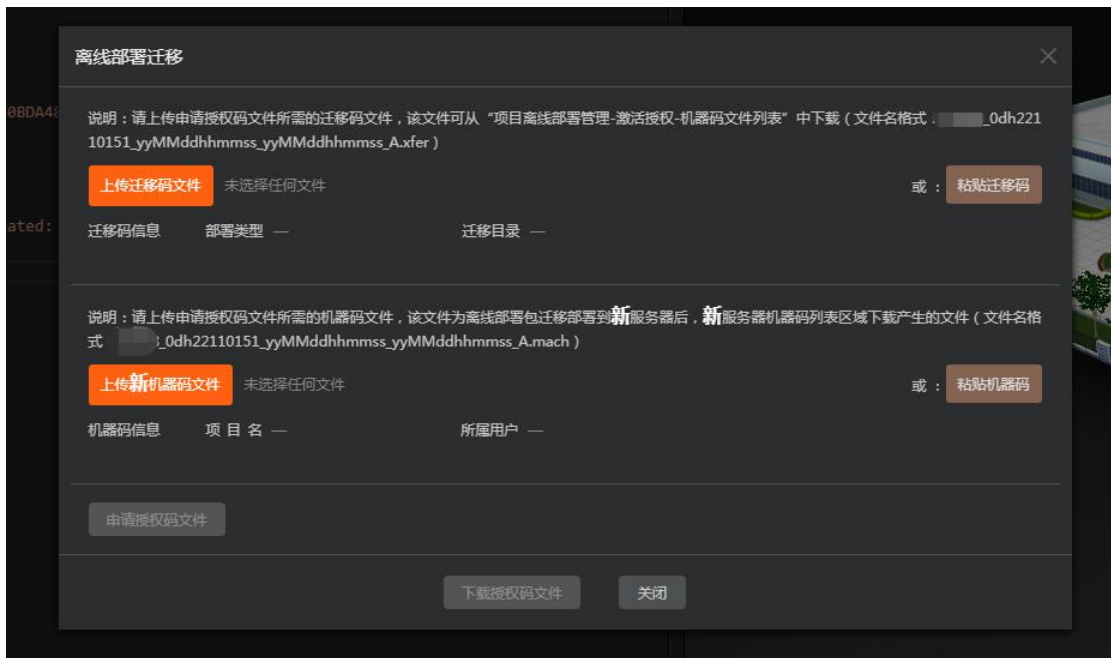 离线部署迁移
0BDA48
说明：请上传申请授权码文件所需的迁移码文件，该文件可从“项目离线部署管理-激活授权-机器码文件列表”中下载（文件名格式：_0dh221
10151_yyMMddhhmmss_yyMMddhhmmss_A.xfer）
上传迁移码文件 未选择任何文件 或： 粘贴迁移码
ated:
迁移码信息 部署类型 — 迁移目录 —
说明：请上传申请授权码文件所需的机器码文件，该文件为离线部署包迁移部署到新服务器后，新服务器机器码列表区域下载产生的文件（文件名格
式 _0dh22110151_yyMMddhhmmss_yyMMddhhmmss_A.mach）
上传新机器码文件 未选择任何文件 或： 粘贴机器码
机器码信息 项 目 名 — 所属用户 —
申请授权码文件
下载授权码文件 关闭